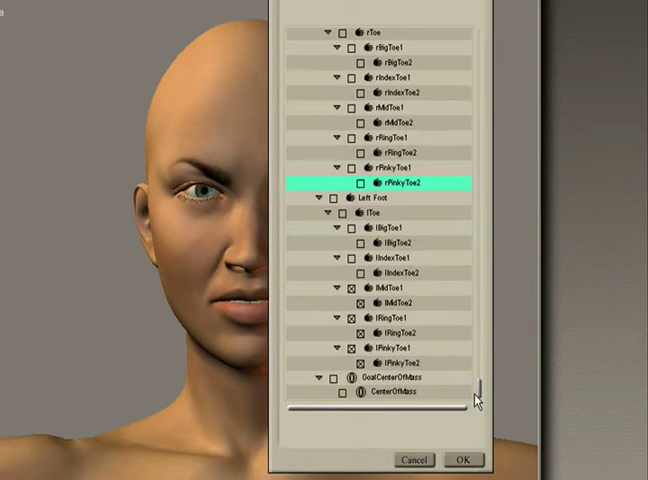 rToe
rBigToe1
rBigToe2
rIndexToe1
rIndexToe2
rMidToe1
rMidToe2
rRingToe1
rRingToe2
rPinkyToe1
rPinkyToe2
Left Foot
lToe
lBigToe1
lBigToe2
lIndexToe1
lIndexToe2
lMidToe1
lMidToe2
lRingToe1
lRingToe2
lPinkyToe1
lPinkyToe2
GoalCenterOfMass
CenterOfMass
Cancel OK